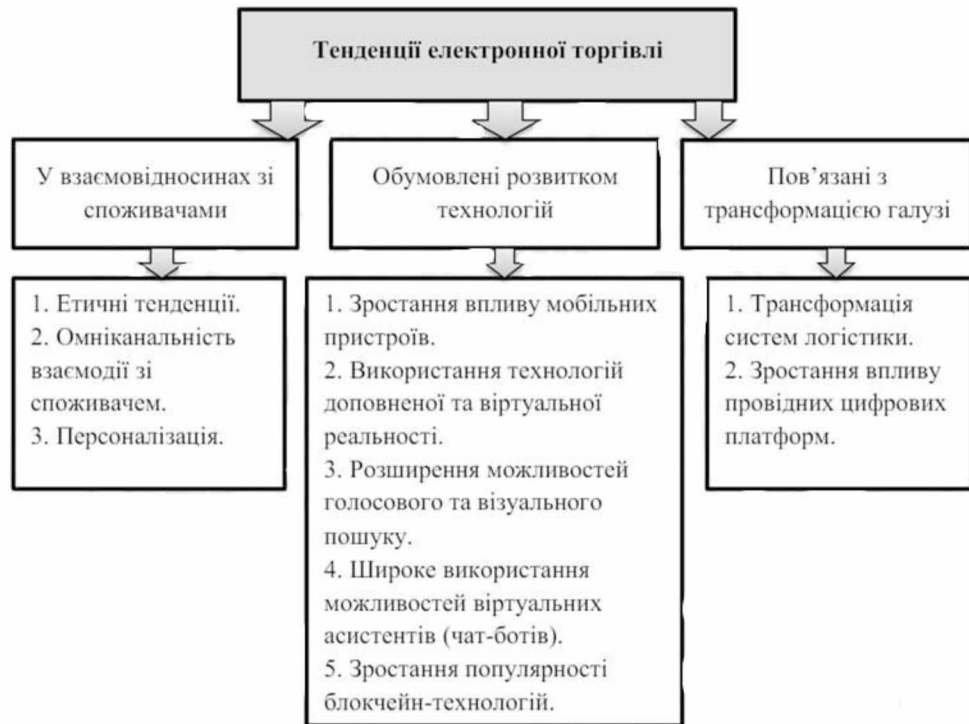 Тенденції електронної торгівлі
У взаємовідносинах зі
споживачами
Обумовлені розвитком
технологій
Пов’язані з
трансформацією галузі
1. Етичні тенденції.
2. Омніканальність
взаємодії зі
споживачем.
3. Персоналізація.
1. Зростання впливу мобільних
пристроїв.
2. Використання технологій
доповненої та віртуальної
реальності.
3. Розширення можливостей
голосового та візуального
пошуку.
4. Широке використання
можливостей віртуальних
асистентів (чат-ботів).
5. Зростання популярності
блокчейн-технологій.
1. Трансформація
систем логістики.
2. Зростання впливу
провідних цифрових
платформ.